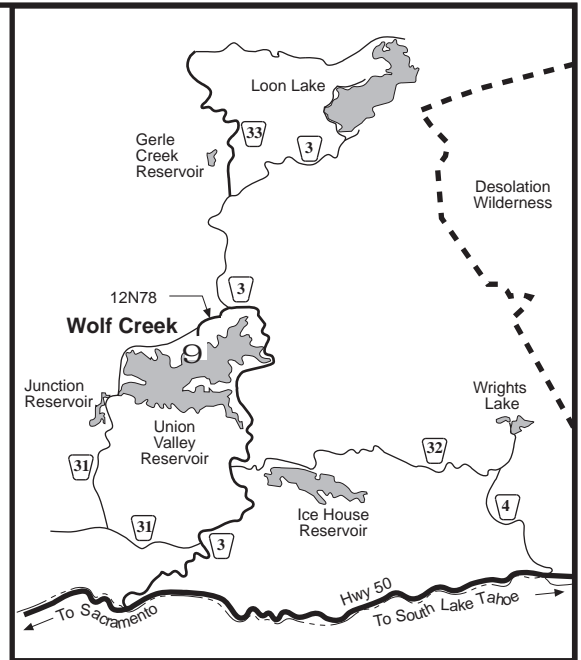 Loon Lake
33
3
Gerle
Creek
Reservoir
Desolation
Wilderness
12N78
3
Wolf Creek
9
Junction
Reservoir
Union
Valley
Reservoir
Wrights
Lake
31
32
Ice House
Reservoir
4
31
3
Hwy 50
To Sacramento
To South Lake Tahoe